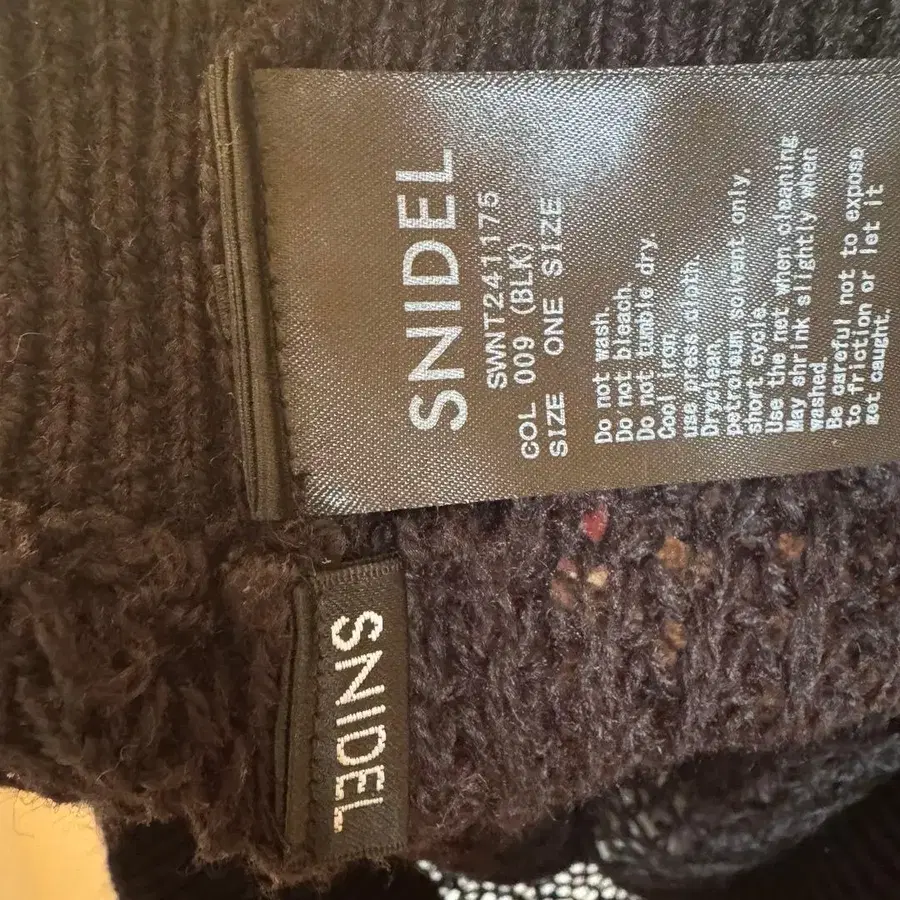 SNIDEL
SWNT241175
COL 009 (BLK)
SIZE ONE SIZE
Do not wash.
Do not bleach.
Do not tumble dry.
Cool iron.
use press cloth.
Dryclean.
petroleum solvent only,
short cycle.
Use the net when cleaning
May shrink slightly when
washed.
Be careful not to expose
to friction or let it
get caught.
SNIDEL